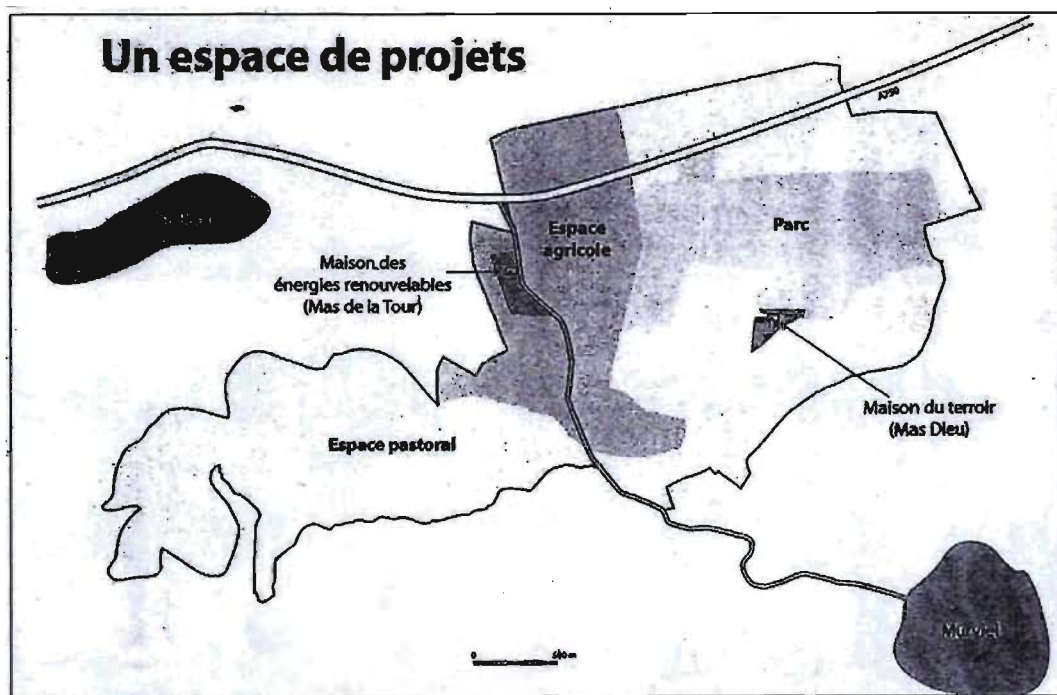 Un espace de projets
A750
Espace
agricole
Parc
Maison des
énergies renouvelables
(Mas de la Tour)
Maison du terroir
(Mas Dieu)
Espace pastoral
Murviel
0 500 m